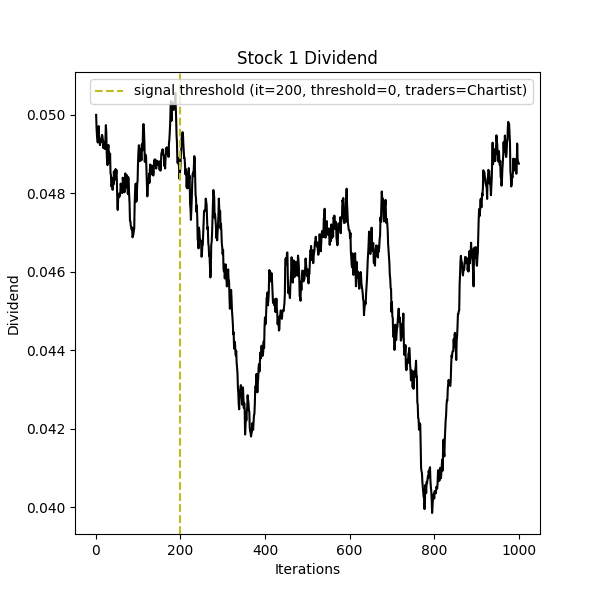 Stock 1 Dividend
signal threshold (it=200, threshold=0, traders=Chartist)
0.050
0.048
0.046
0.044
0.042
0.040
Dividend
0 200 400 600 800 1000
Iterations